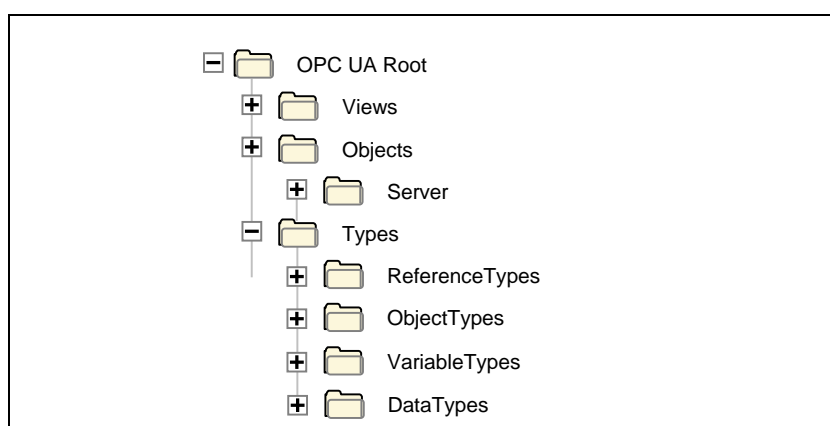 OPC UA Root
Views
Objects
Server
Types
ReferenceTypes
ObjectTypes
VariableTypes
DataTypes